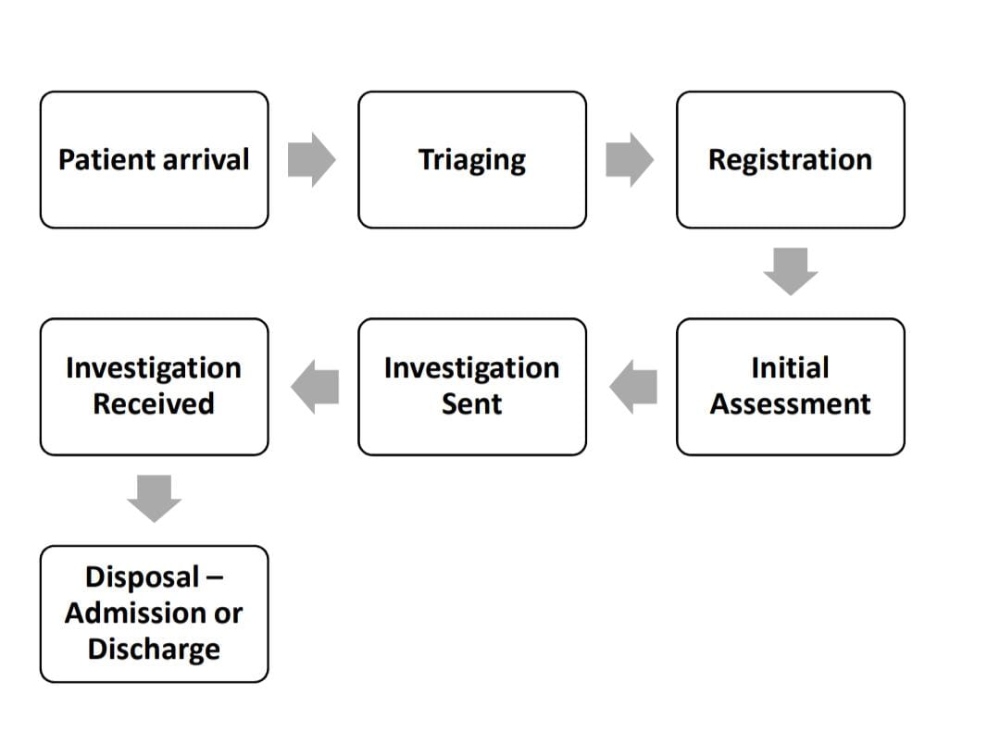 Patient arrival
Triaging
Registration
Initial
Assessment
Investigation
Sent
Investigation
Received
Disposal –
Admission or
Discharge